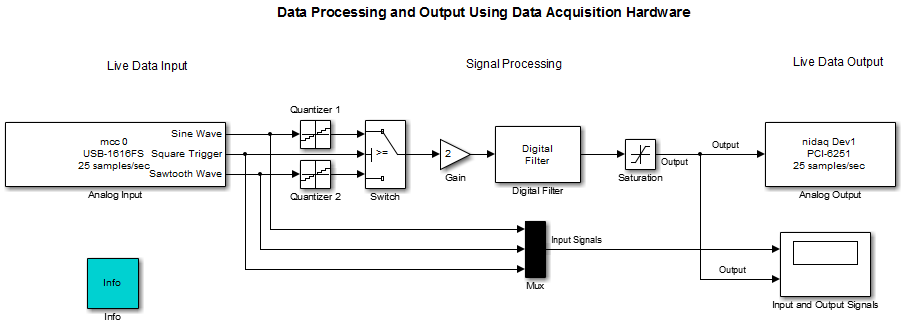 Data Processing and Output Using Data Acquisition Hardware
Live Data Input
Signal Processing
Live Data Output
mcc 0
USB-1616FS
25 samples/sec
Sine Wave
Square Trigger
Sawtooth Wave
Analog Input
Quantizer 1
Quantizer 2
>=
Switch
2
Gain
Digital
Filter
Digital Filter
Saturation
Output
Output
nidaq Dev1
PCI-6251
25 samples/sec
Analog Output
Mux
Input Signals
Output
Input and Output Signals
Info
Info